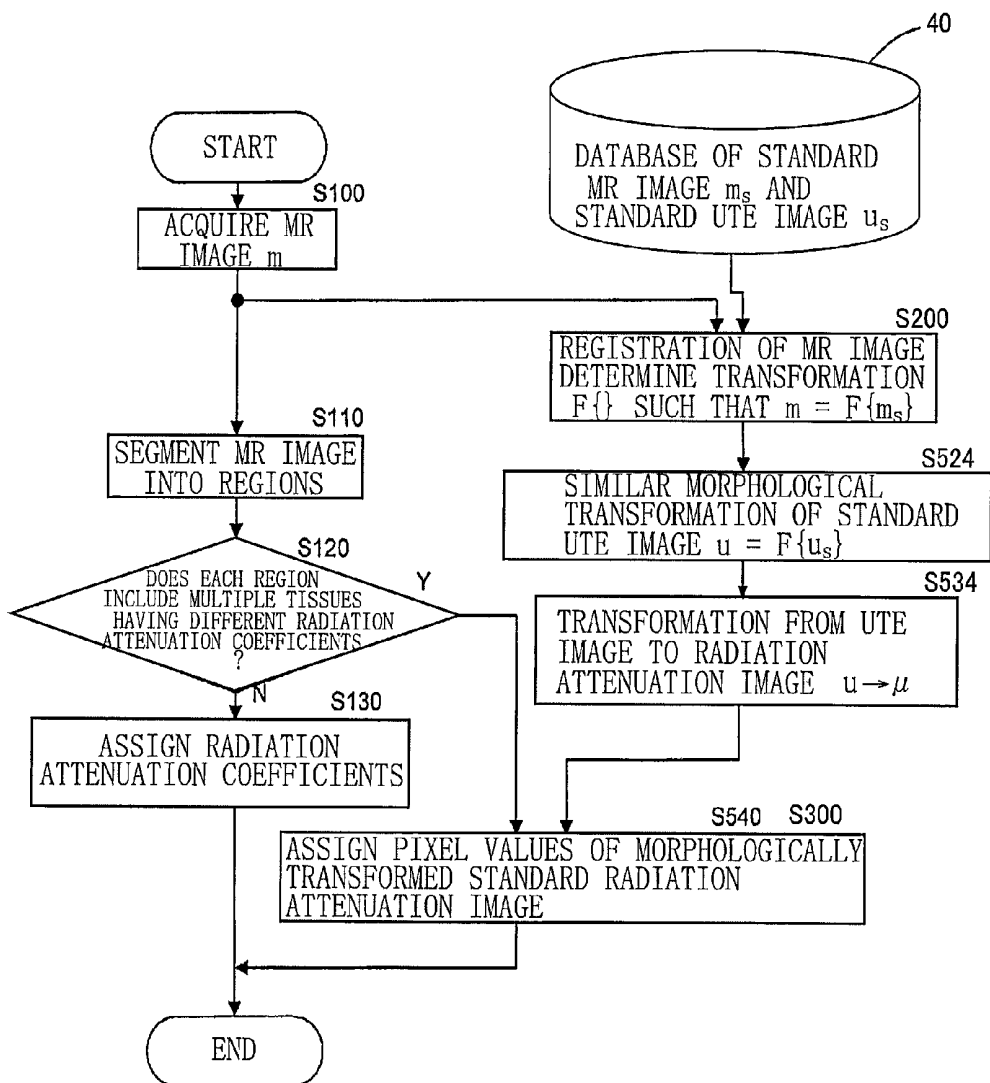 40
DATABASE OF STANDARD
MR IMAGE mₛ AND
STANDARD UTE IMAGE uₛ
START
S100
ACQUIRE MR
IMAGE m
S200
REGISTRATION OF MR IMAGE
DETERMINE TRANSFORMATION
F{} SUCH THAT m = F{mₛ}
S110
SEGMENT MR IMAGE
INTO REGIONS
S524
SIMILAR MORPHOLOGICAL
TRANSFORMATION OF STANDARD
UTE IMAGE u = F{uₛ}
S120
DOES EACH REGION
INCLUDE MULTIPLE TISSUES
HAVING DIFFERENT RADIATION
ATTENUATION COEFFICIENTS
?
Y
N
S534
TRANSFORMATION FROM UTE
IMAGE TO RADIATION
ATTENUATION IMAGE u→μ
S130
ASSIGN RADIATION
ATTENUATION COEFFICIENTS
S540 S300
ASSIGN PIXEL VALUES OF MORPHOLOGICALLY
TRANSFORMED STANDARD RADIATION
ATTENUATION IMAGE
END